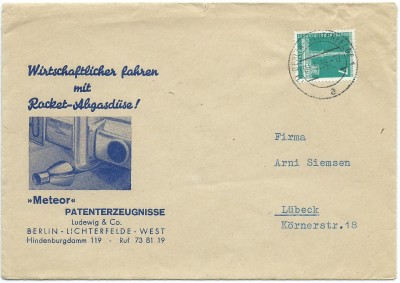 Wirtschaftlicher fahren
mit
Rocket-Abgasdüse!
»Meteor«
PATENTERZEUGNISSE
Ludewig & Co.
BERLIN - LICHTERFELDE - WEST
Hindenburgdamm 119 · Ruf 73 81 19
Firma
Arni Siemsen
Lübeck
Körnerstr.18
7
a